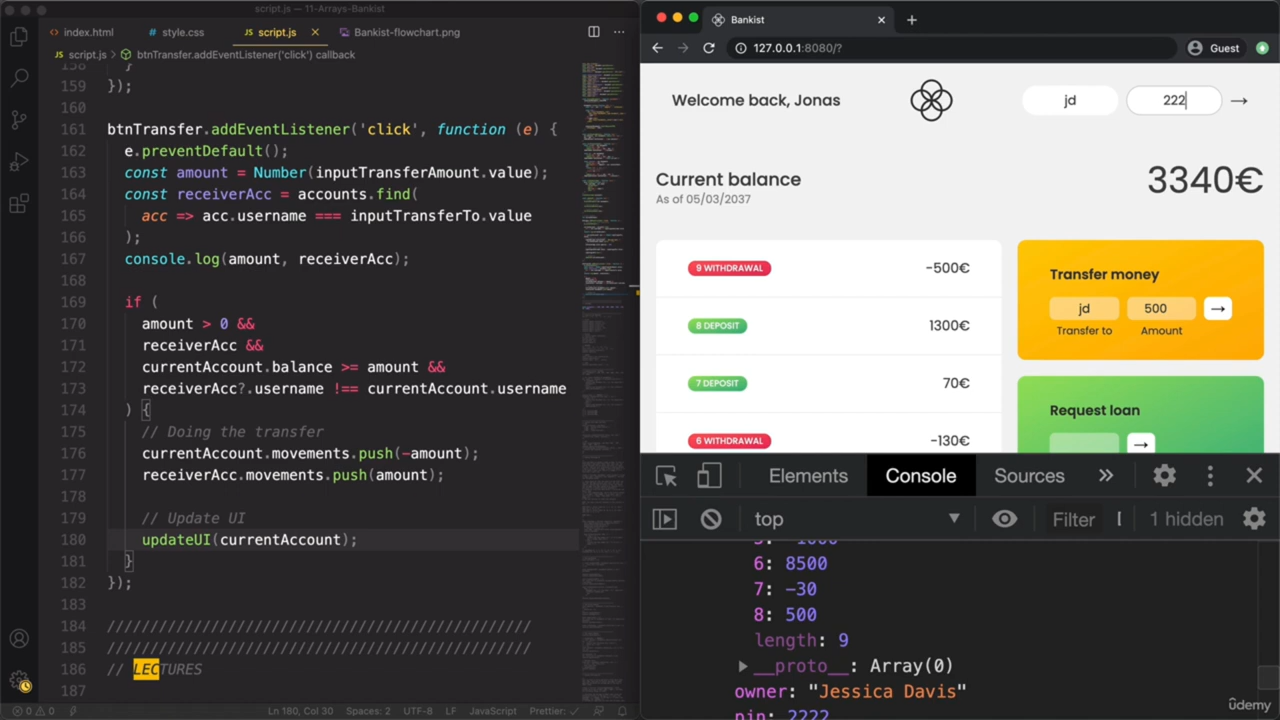 script.js — 11-Arrays-Bankist
index.html
style.css
JS script.js
Bankist-flowchart.png
JS script.js > btnTransfer.addEventListener('click') callback
158 }
159 });
160
161 btnTransfer.addEventListener('click', function (e) {
162 e.preventDefault();
163 const amount = Number(inputTransferAmount.value);
164 const receiverAcc = accounts.find(
165 acc => acc.username === inputTransferTo.value
166 );
167 console.log(amount, receiverAcc);
168
169 if (
170 amount > 0 &&
171 receiverAcc &&
172 currentAccount.balance >= amount &&
173 receiverAcc?.username !== currentAccount.username
174 ) {
175 // Doing the transfer
176 currentAccount.movements.push(-amount);
177 receiverAcc.movements.push(amount);
178
179 // Update UI
180 updateUI(currentAccount);
181 }
182 });
183
184 //////////////////////////////////////////////////
185 //////////////////////////////////////////////////
186 // LECTURES
187
0 0 Ln 180, Col 30 Spaces: 2 UTF-8 LF JavaScript Prettier: ✓
Bankist
127.0.0.1:8080/?
Guest
Welcome back, Jonas
jd
222
→
Current balance
As of 05/03/2037
3340€
9 WITHDRAWAL -500€
8 DEPOSIT 1300€
7 DEPOSIT 70€
6 WITHDRAWAL -130€
Transfer money
jd 500 →
Transfer to Amount
Request loan
→
Elements Console Sources »
top Filter 1 hidden
6: 8500
7: -30
8: 500
length: 9
__proto__: Array(0)
owner: "Jessica Davis"
pin: 2222
udemy